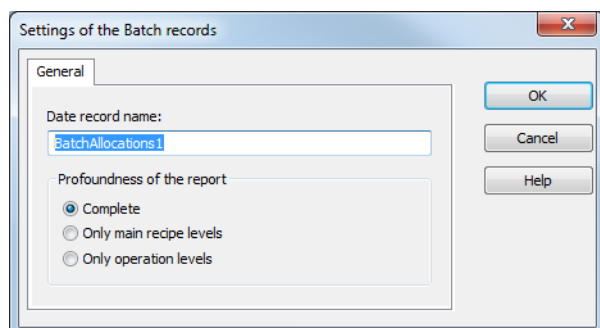 Settings of the Batch records
General
Date record name:
BatchAllocations1
Profoundness of the report
Complete
Only main recipe levels
Only operation levels
OK
Cancel
Help